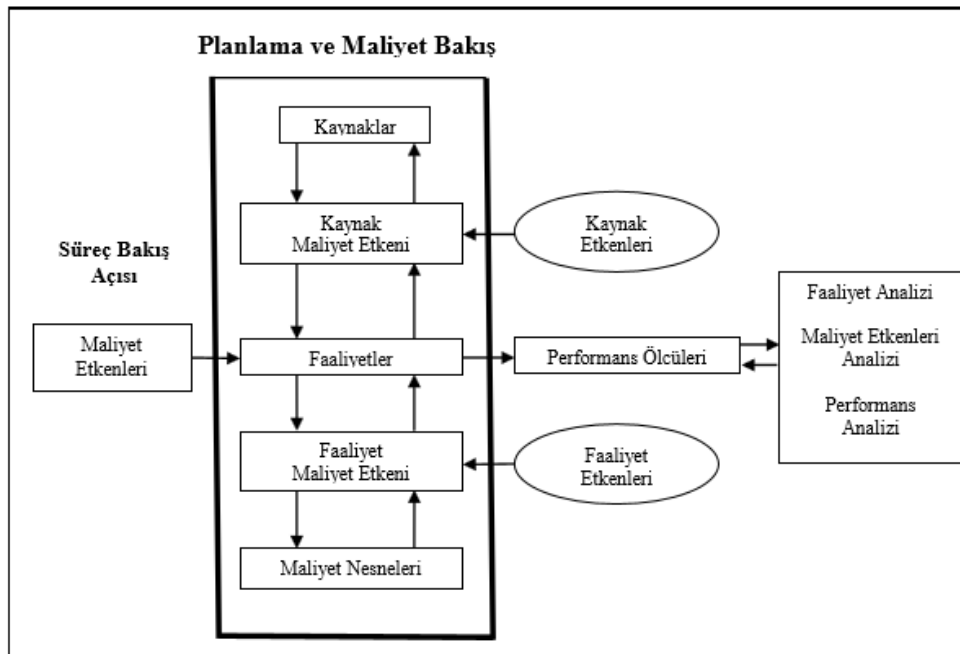 Planlama ve Maliyet Bakış
Kaynaklar
Kaynak
Maliyet Etkeni
Kaynak
Etkenleri
Süreç Bakış
Açısı
Maliyet
Etkenleri
Faaliyetler
Performans Ölcüleri
Faaliyet Analizi
Maliyet Etkenleri
Analizi
Performans
Analizi
Faaliyet
Maliyet Etkeni
Faaliyet
Etkenleri
Maliyet Nesneleri